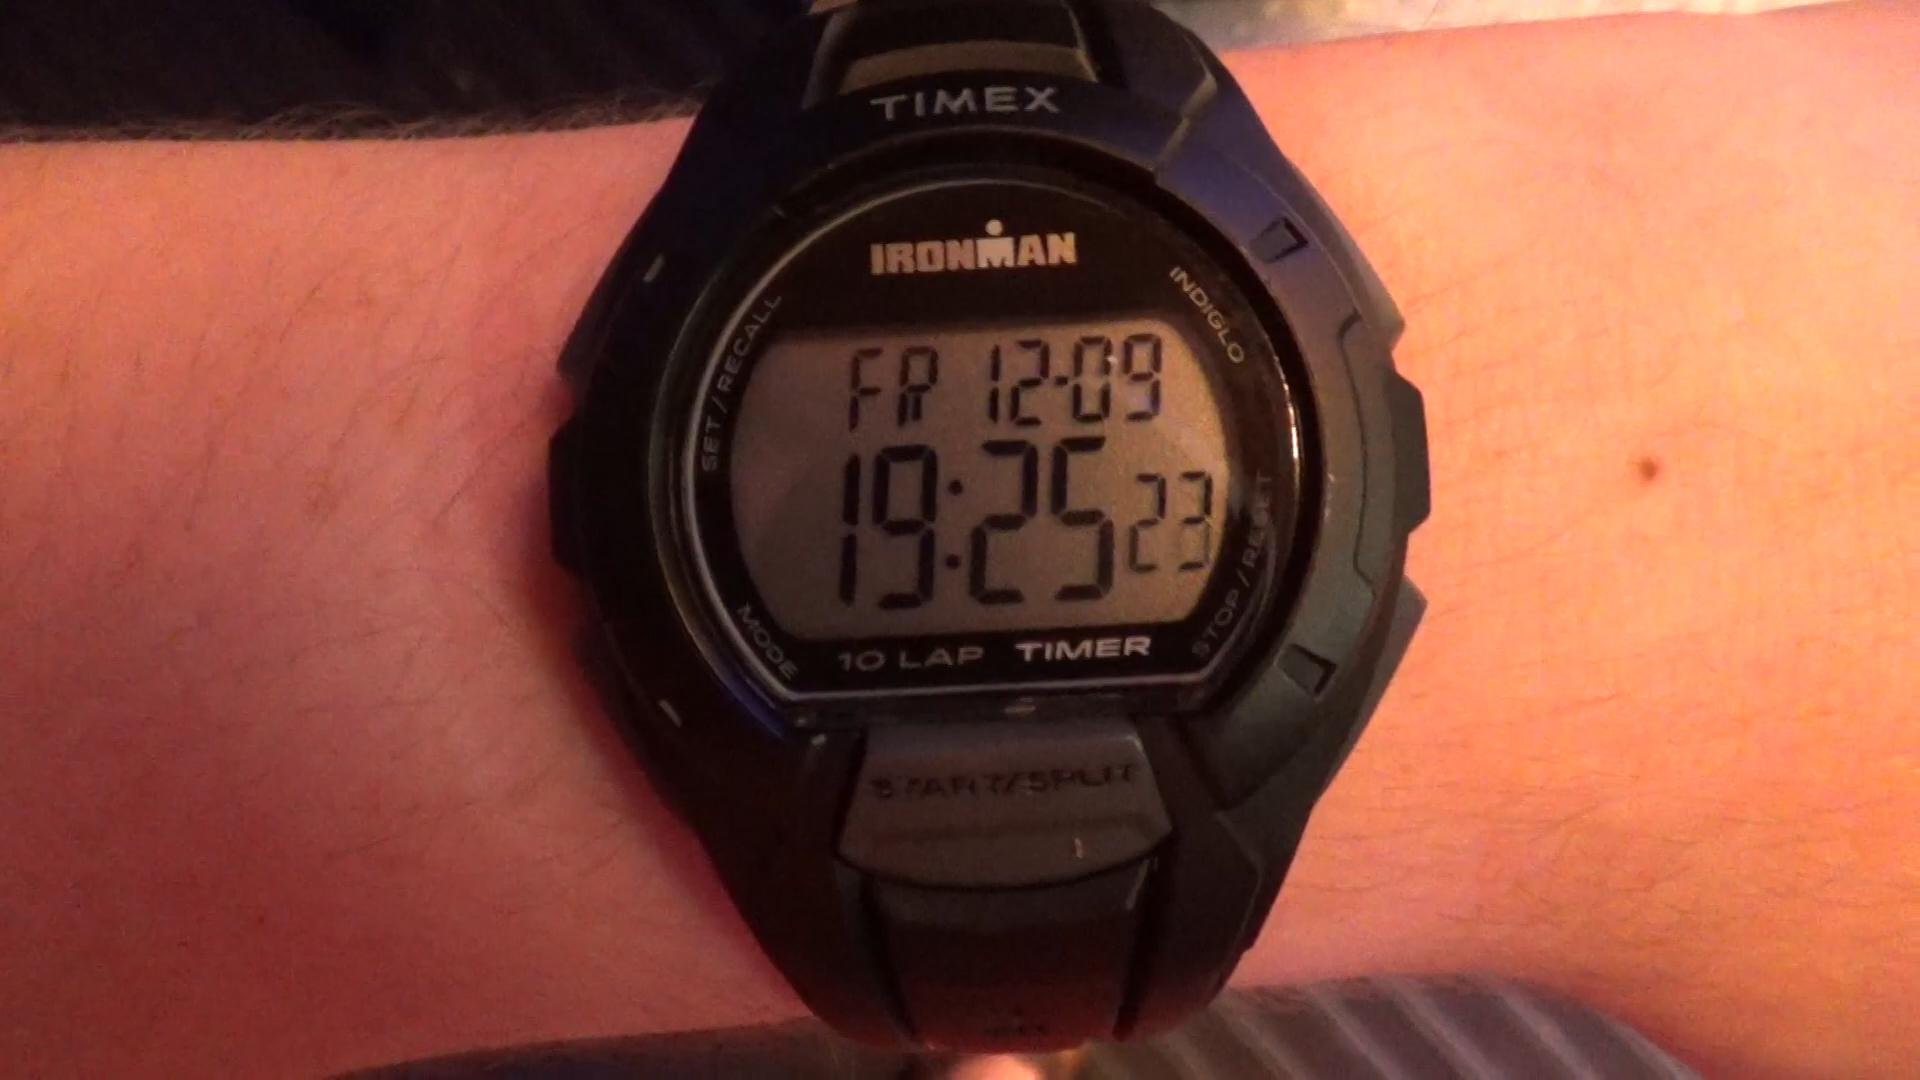 TIMEX
IRONMAN
INDIGLO
SET/RECALL
FR 12-09
19:25 23
MODE
STOP/RESET
10 LAP TIMER
START/SPLIT